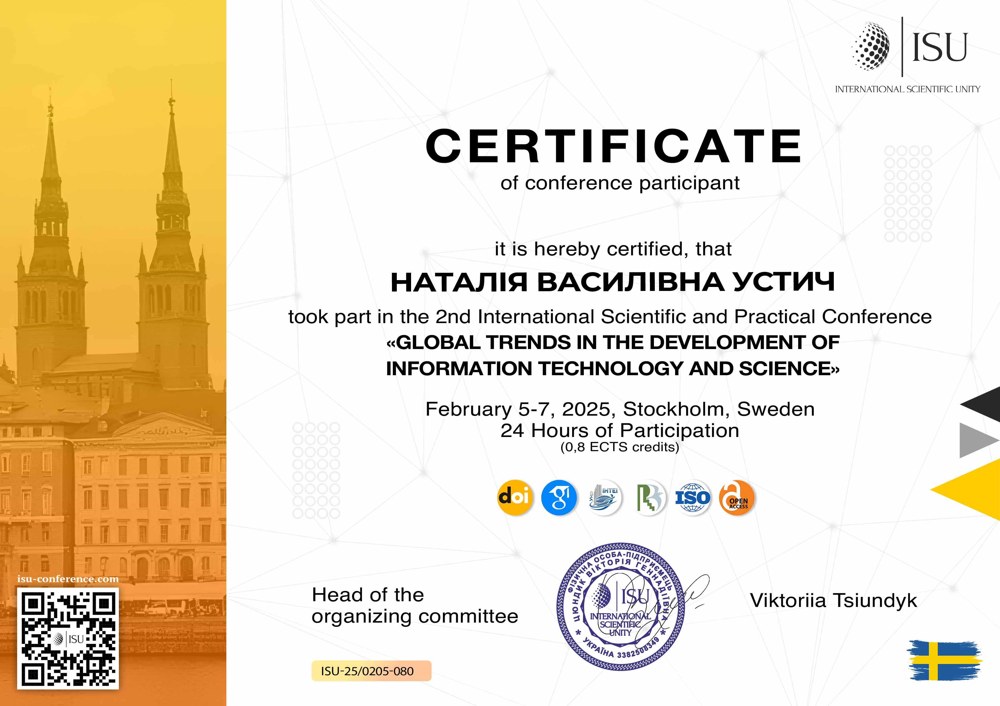 ISU
INTERNATIONAL SCIENTIFIC UNITY
CERTIFICATE
of conference participant
it is hereby certified, that
НАТАЛІЯ ВАСИЛІВНА УСТИЧ
took part in the 2nd International Scientific and Practical Conference
«GLOBAL TRENDS IN THE DEVELOPMENT OF
INFORMATION TECHNOLOGY AND SCIENCE»
February 5-7, 2025, Stockholm, Sweden
24 Hours of Participation
(0,8 ECTS credits)
doi
g
УКР ІНТЕІ
R
ISO
a OPEN
ACCESS
isu-conference.com
ISU
Head of the
organizing committee
ФІЗИЧНА ОСОБА-ПІДПРИЄМЕЦЬ
ЦЮНДИК ВІКТОРІЯ ГЕННАДІЇВНА
ISU
INTERNATIONAL
SCIENTIFIC
UNITY
* УКРАЇНА 3382508349 *
Viktoriia Tsiundyk
ISU-25/0205-080